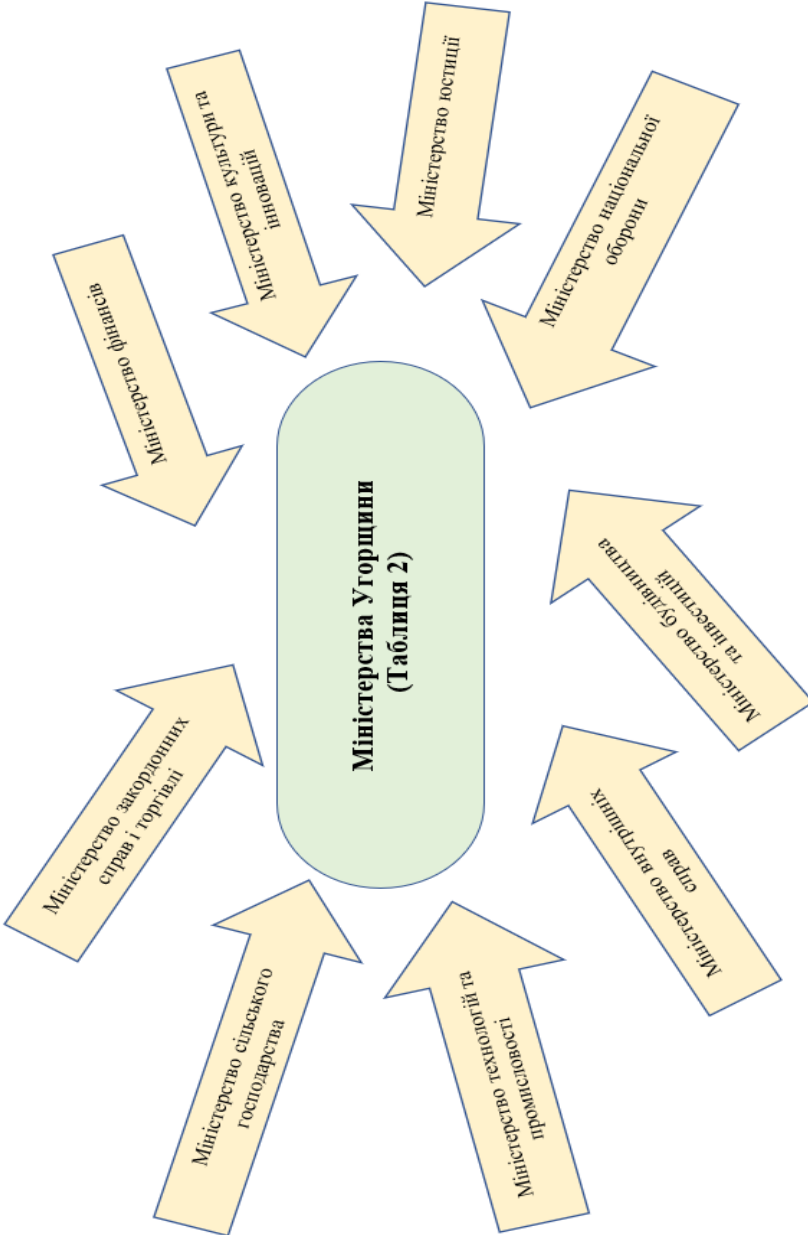 Міністерства Угорщини
(Таблиця 2)
Міністерство сільського
господарства
Міністерство закордонних
справ і торгівлі
Міністерство фінансів
Міністерство культури та
інновацій
Міністерство юстиції
Міністерство національної
оборони
Міністерство будівництва
та інвестицій
Міністерство внутрішніх
справ
Міністерство технологій та
промисловості